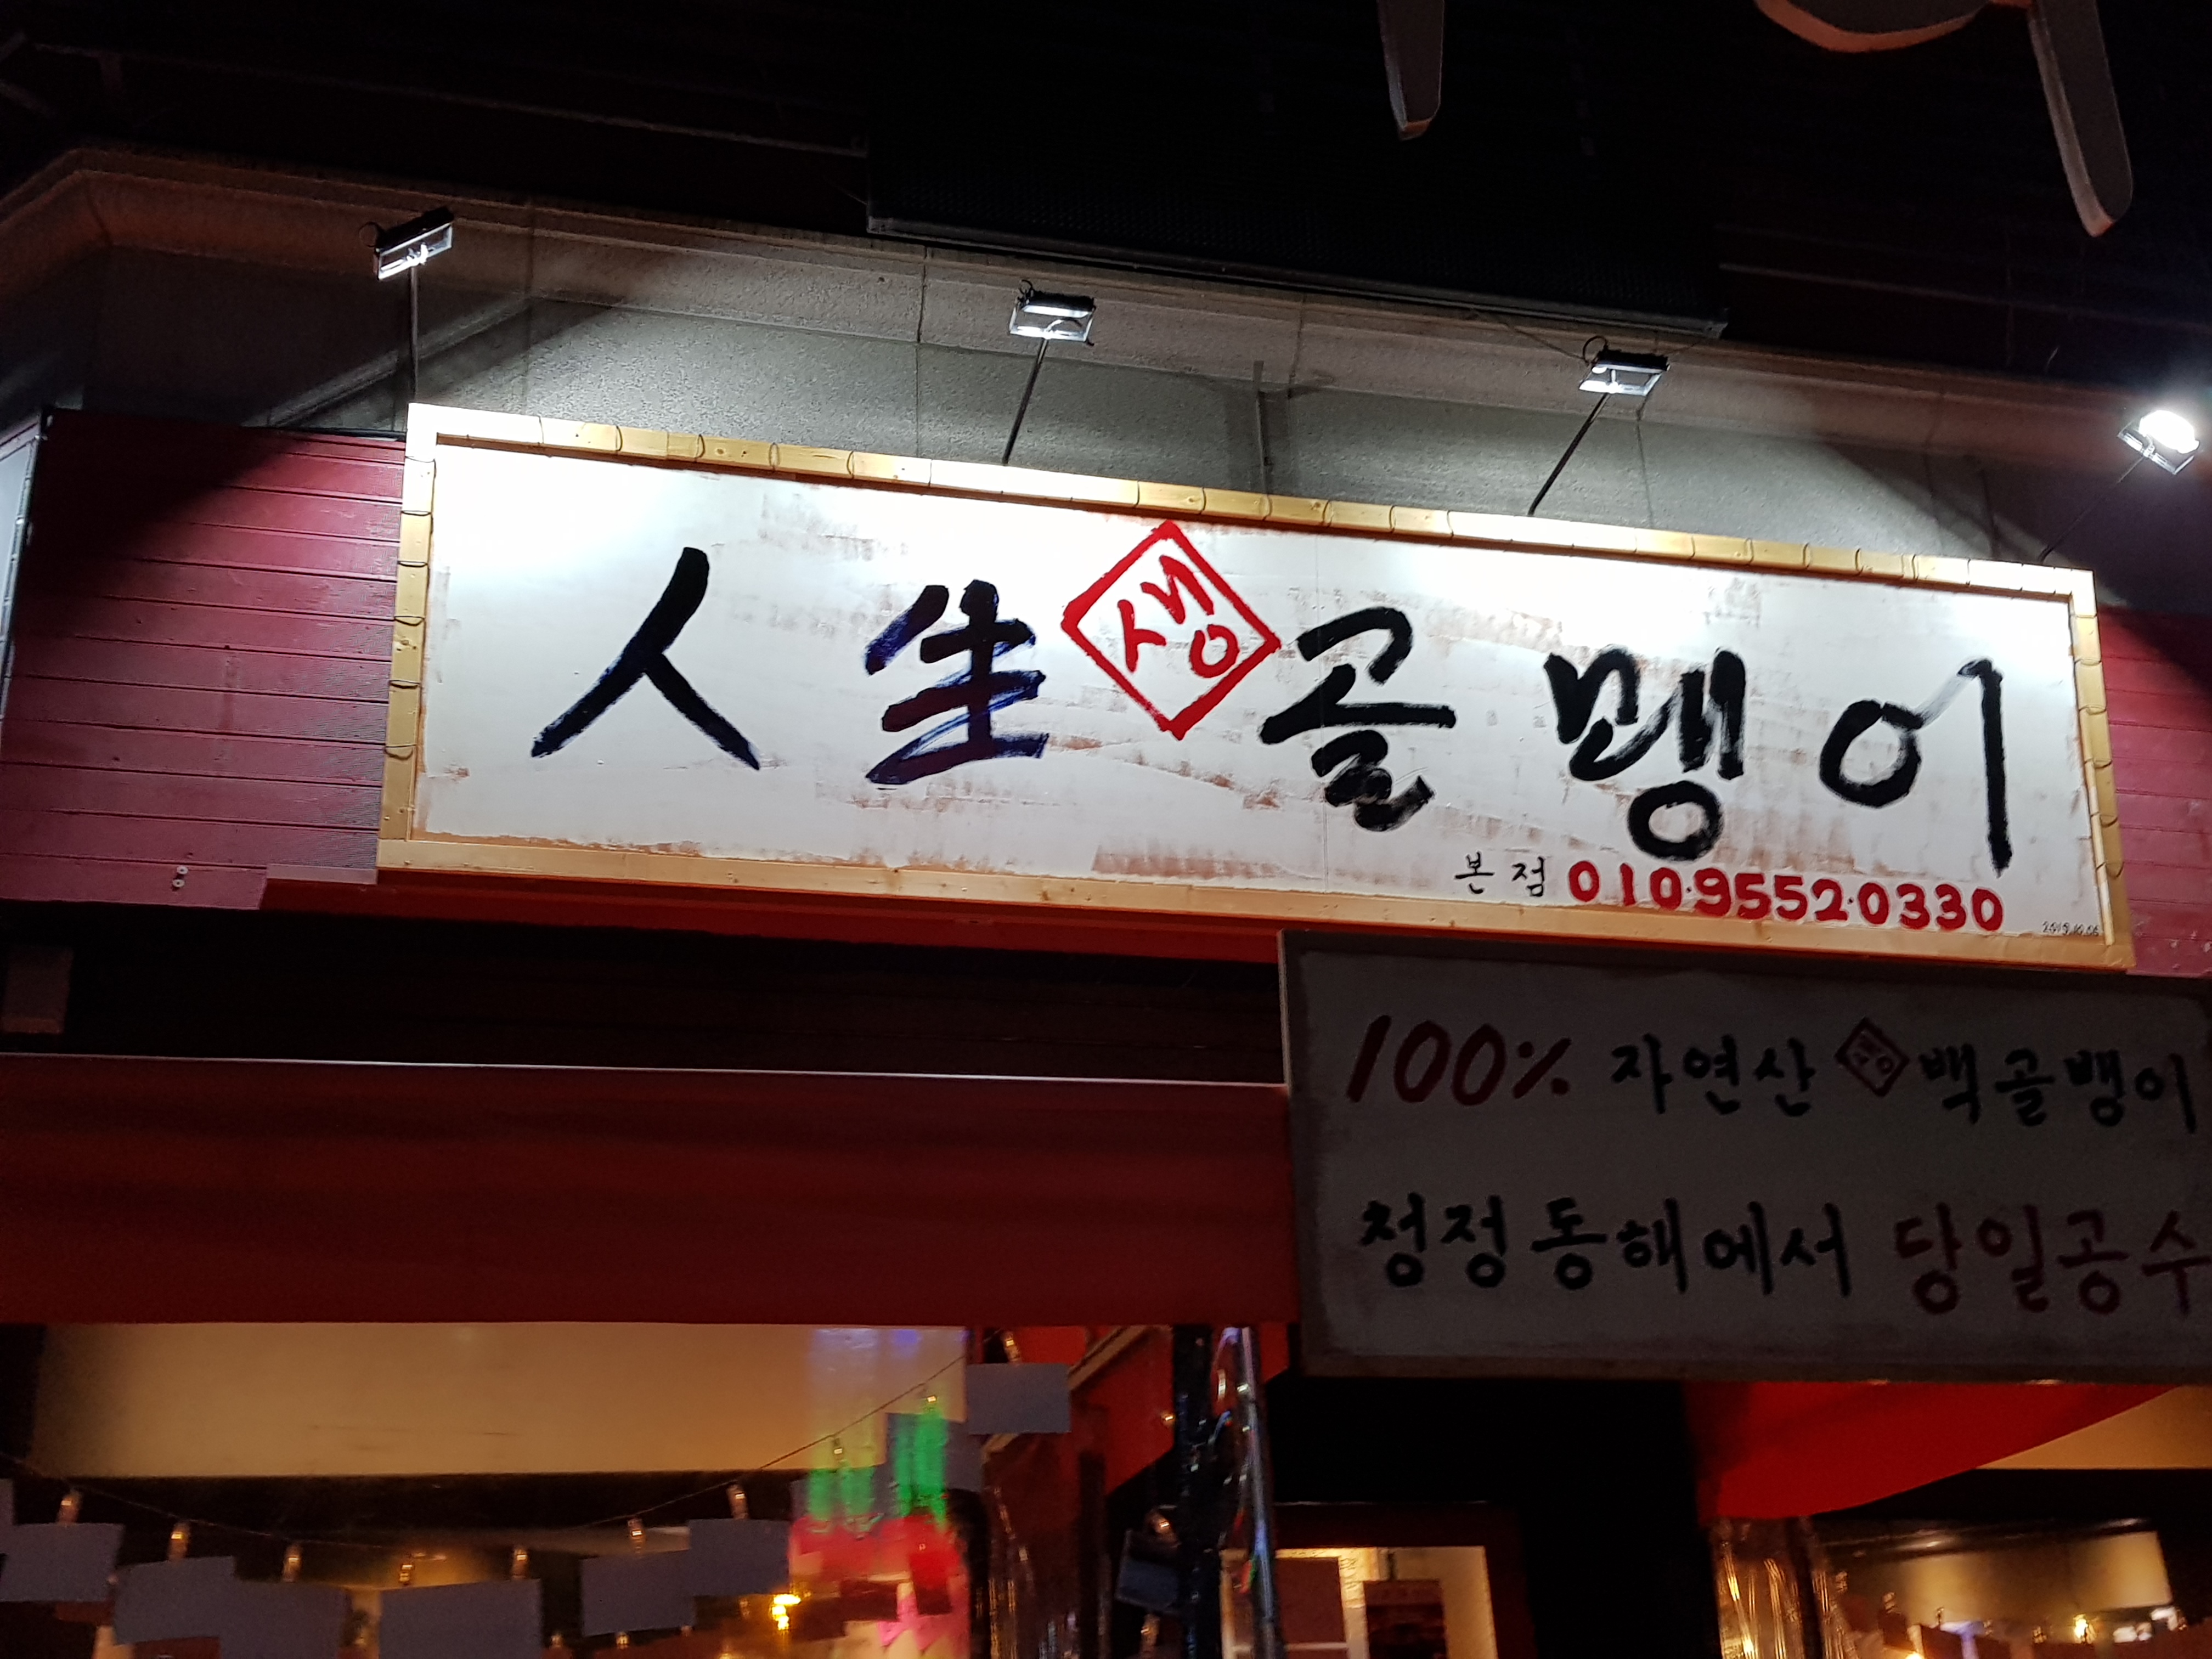 人生 생 골뱅이
본점 010·9552·0330
100% 자연산 생 백골뱅이
청정동해에서 당일공수